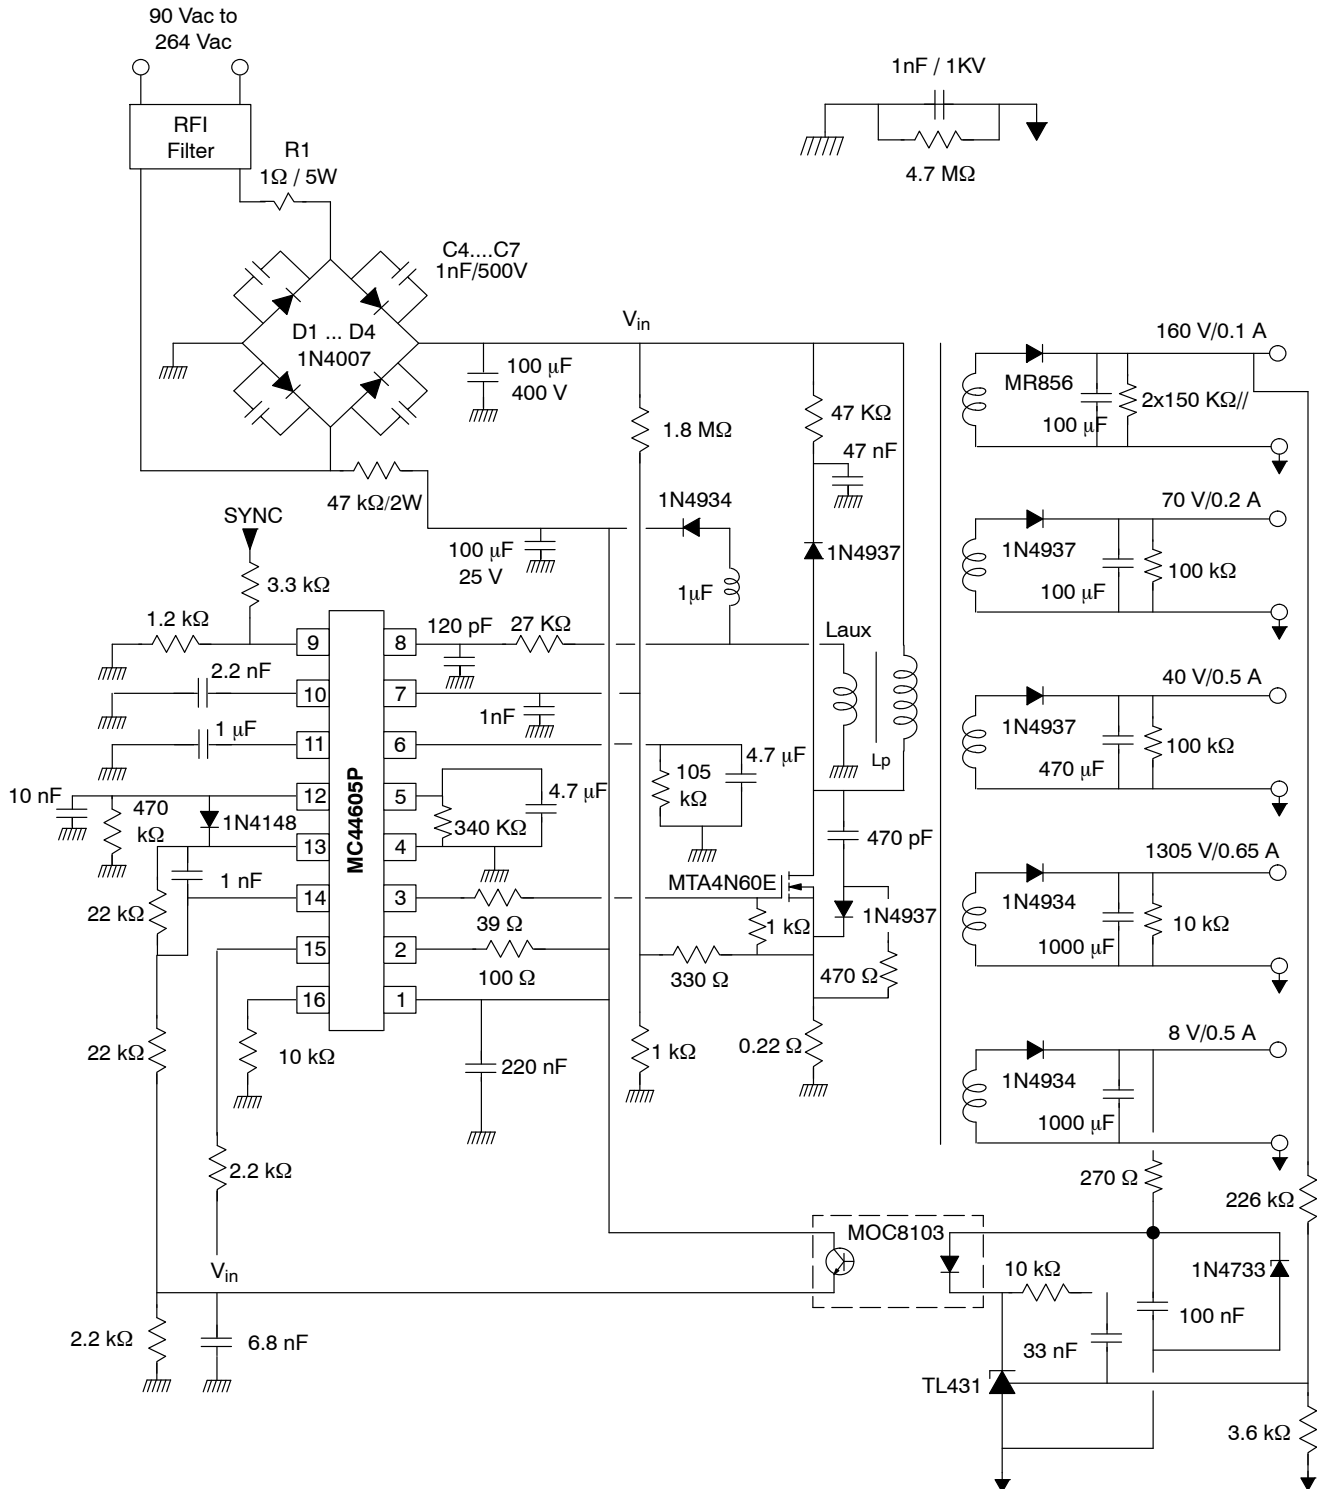 90 Vac to
264 Vac
RFI
Filter
R1
1Ω / 5W
1nF / 1KV
4.7 MΩ
C4....C7
1nF/500V
D1 ... D4
1N4007
Vin
100 μF
400 V
1.8 MΩ
47 KΩ
47 nF
160 V/0.1 A
MR856
100 μF
2x150 KΩ//
47 kΩ/2W
1N4934
SYNC
100 μF
25 V
1N4937
70 V/0.2 A
1N4937
100 μF
100 kΩ
3.3 kΩ
1μF
1.2 kΩ
120 pF
27 KΩ
Laux
9
8
2.2 nF
10
7
1nF
40 V/0.5 A
1N4937
470 μF
100 kΩ
1 μF
11
6
Lp
4.7 μF
105
kΩ
10 nF
470
kΩ
12
5
4.7 μF
340 KΩ
1N4148
MC44605P
13
4
470 pF
1305 V/0.65 A
1N4934
1000 μF
10 kΩ
1 nF
14
3
MTA4N60E
1N4937
22 kΩ
39 Ω
1 kΩ
15
2
100 Ω
330 Ω
470 Ω
16
1
22 kΩ
10 kΩ
220 nF
1 kΩ
0.22 Ω
8 V/0.5 A
1N4934
1000 μF
2.2 kΩ
270 Ω
226 kΩ
MOC8103
Vin
10 kΩ
1N4733
100 nF
2.2 kΩ
6.8 nF
33 nF
TL431
3.6 kΩ